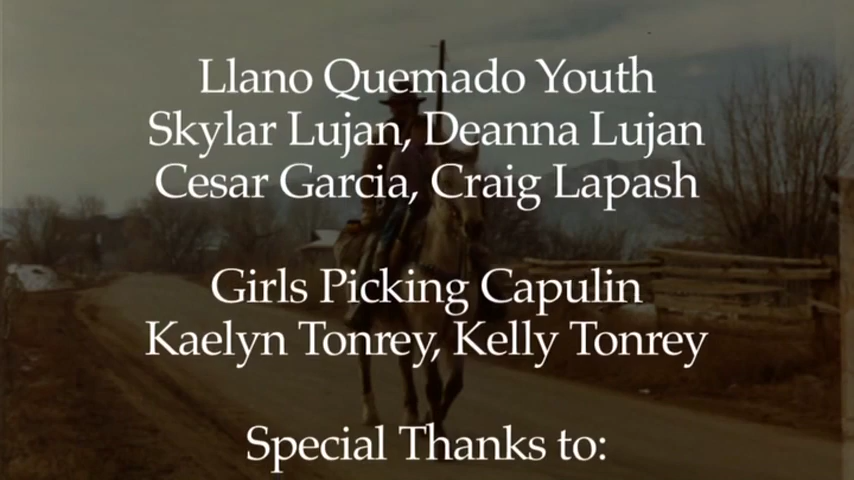 Llano Quemado Youth
Skylar Lujan, Deanna Lujan
Cesar Garcia, Craig Lapash
Girls Picking Capulin
Kaelyn Tonrey, Kelly Tonrey
Special Thanks to: